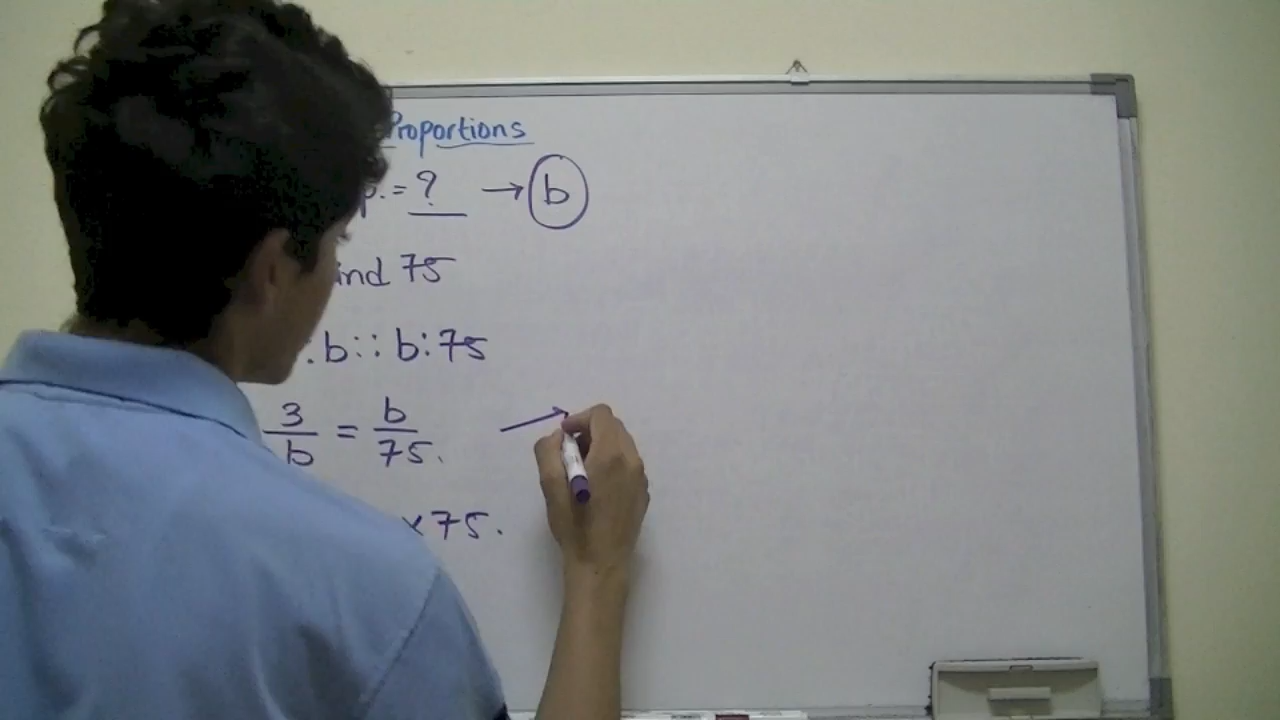 Proportions
p. = ? → b
ind 75
. b :: b : 75
3/b = b/75.
x 75.